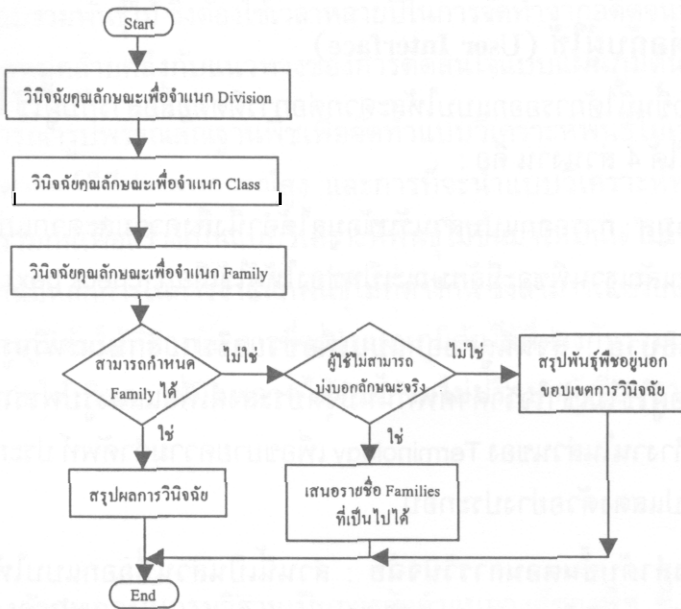 Start
วินิจฉัยคุณลักษณะเพื่อจำแนก Division
วินิจฉัยคุณลักษณะเพื่อจำแนก Class
วินิจฉัยคุณลักษณะเพื่อจำแนก Family
สามารถกำหนด
Family ได้
ไม่ใช่
ผู้ใช้ไม่สามารถ
บ่งบอกลักษณะจริง
ไม่ใช่
สรุปพันธุ์พืชอยู่นอก
ขอบเขตการวินิจฉัย
ใช่
ใช่
สรุปผลการวินิจฉัย
เสนอรายชื่อ Families
ที่เป็นไปได้
End